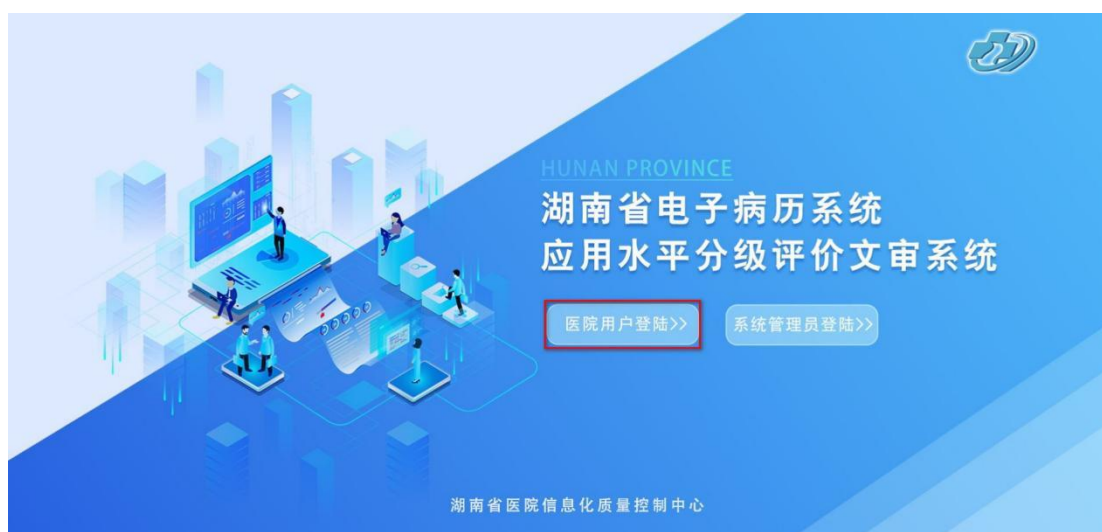 HUNAN PROVINCE
湖南省电子病历系统
应用水平分级评价文审系统
医院用户登陆>>
系统管理员登陆>>
湖南省医院信息化质量控制中心